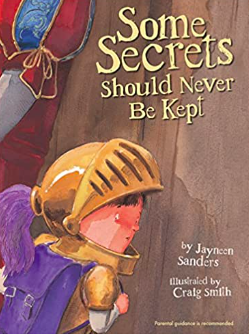 Some
Secrets
Should Never
Be Kept
by Jayneen
Sanders
illustrated by
Craig Smith
Parental guidance is recommended